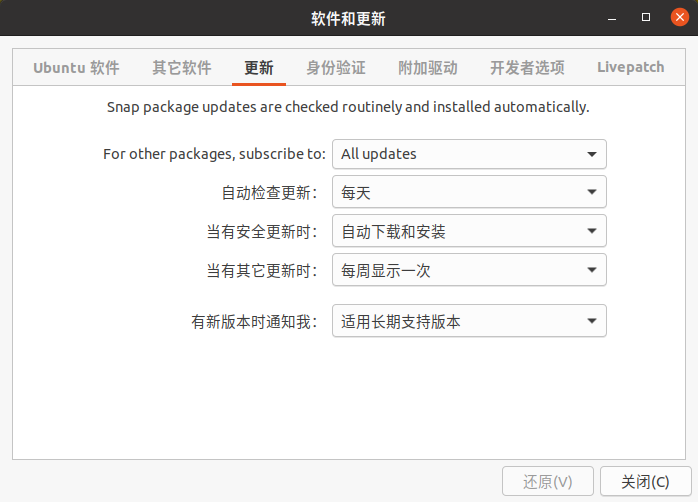 软件和更新
Ubuntu 软件 其它软件 更新 身份验证 附加驱动 开发者选项 Livepatch
Snap package updates are checked routinely and installed automatically.
For other packages, subscribe to: All updates
自动检查更新： 每天
当有安全更新时： 自动下载和安装
当有其它更新时： 每周显示一次
有新版本时通知我： 适用长期支持版本
还原(V) 关闭(C)